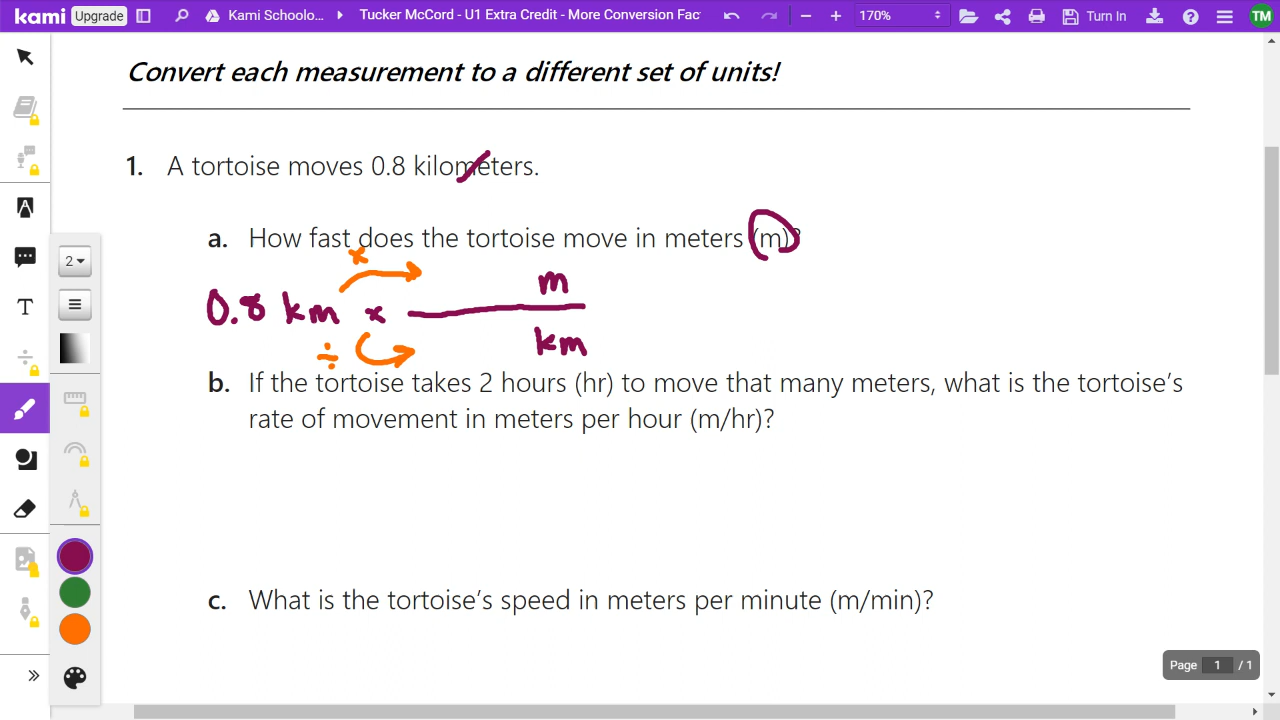 kami Upgrade Kami Schoolo... Tucker McCord - U1 Extra Credit - More Conversion Fac 170% Turn In TM
Convert each measurement to a different set of units!
1. A tortoise moves 0.8 kilometers.
a. How fast does the tortoise move in meters (m)?
x
0.8 km x m
km
÷
b. If the tortoise takes 2 hours (hr) to move that many meters, what is the tortoise's
rate of movement in meters per hour (m/hr)?
c. What is the tortoise's speed in meters per minute (m/min)?
2
T
Page 1 / 1